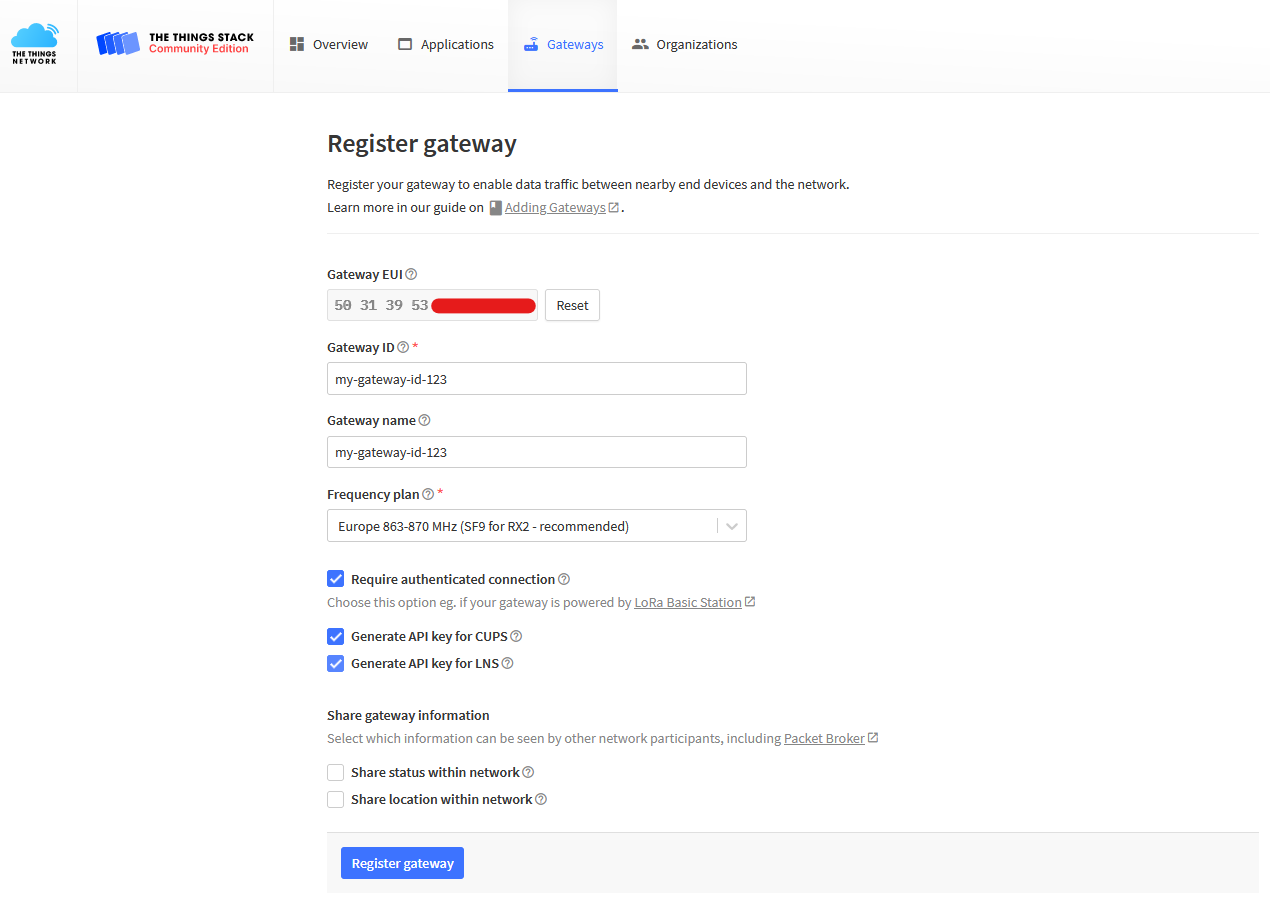 THE THINGS
NETWORK
THE THINGS STACK
Community Edition
Overview
Applications
Gateways
Organizations
Register gateway
Register your gateway to enable data traffic between nearby end devices and the network.
Learn more in our guide on Adding Gateways.
Gateway EUI
50 31 39 53
Reset
Gateway ID *
my-gateway-id-123
Gateway name
my-gateway-id-123
Frequency plan *
Europe 863-870 MHz (SF9 for RX2 - recommended)
Require authenticated connection
Choose this option eg. if your gateway is powered by LoRa Basic Station
Generate API key for CUPS
Generate API key for LNS
Share gateway information
Select which information can be seen by other network participants, including Packet Broker
Share status within network
Share location within network
Register gateway